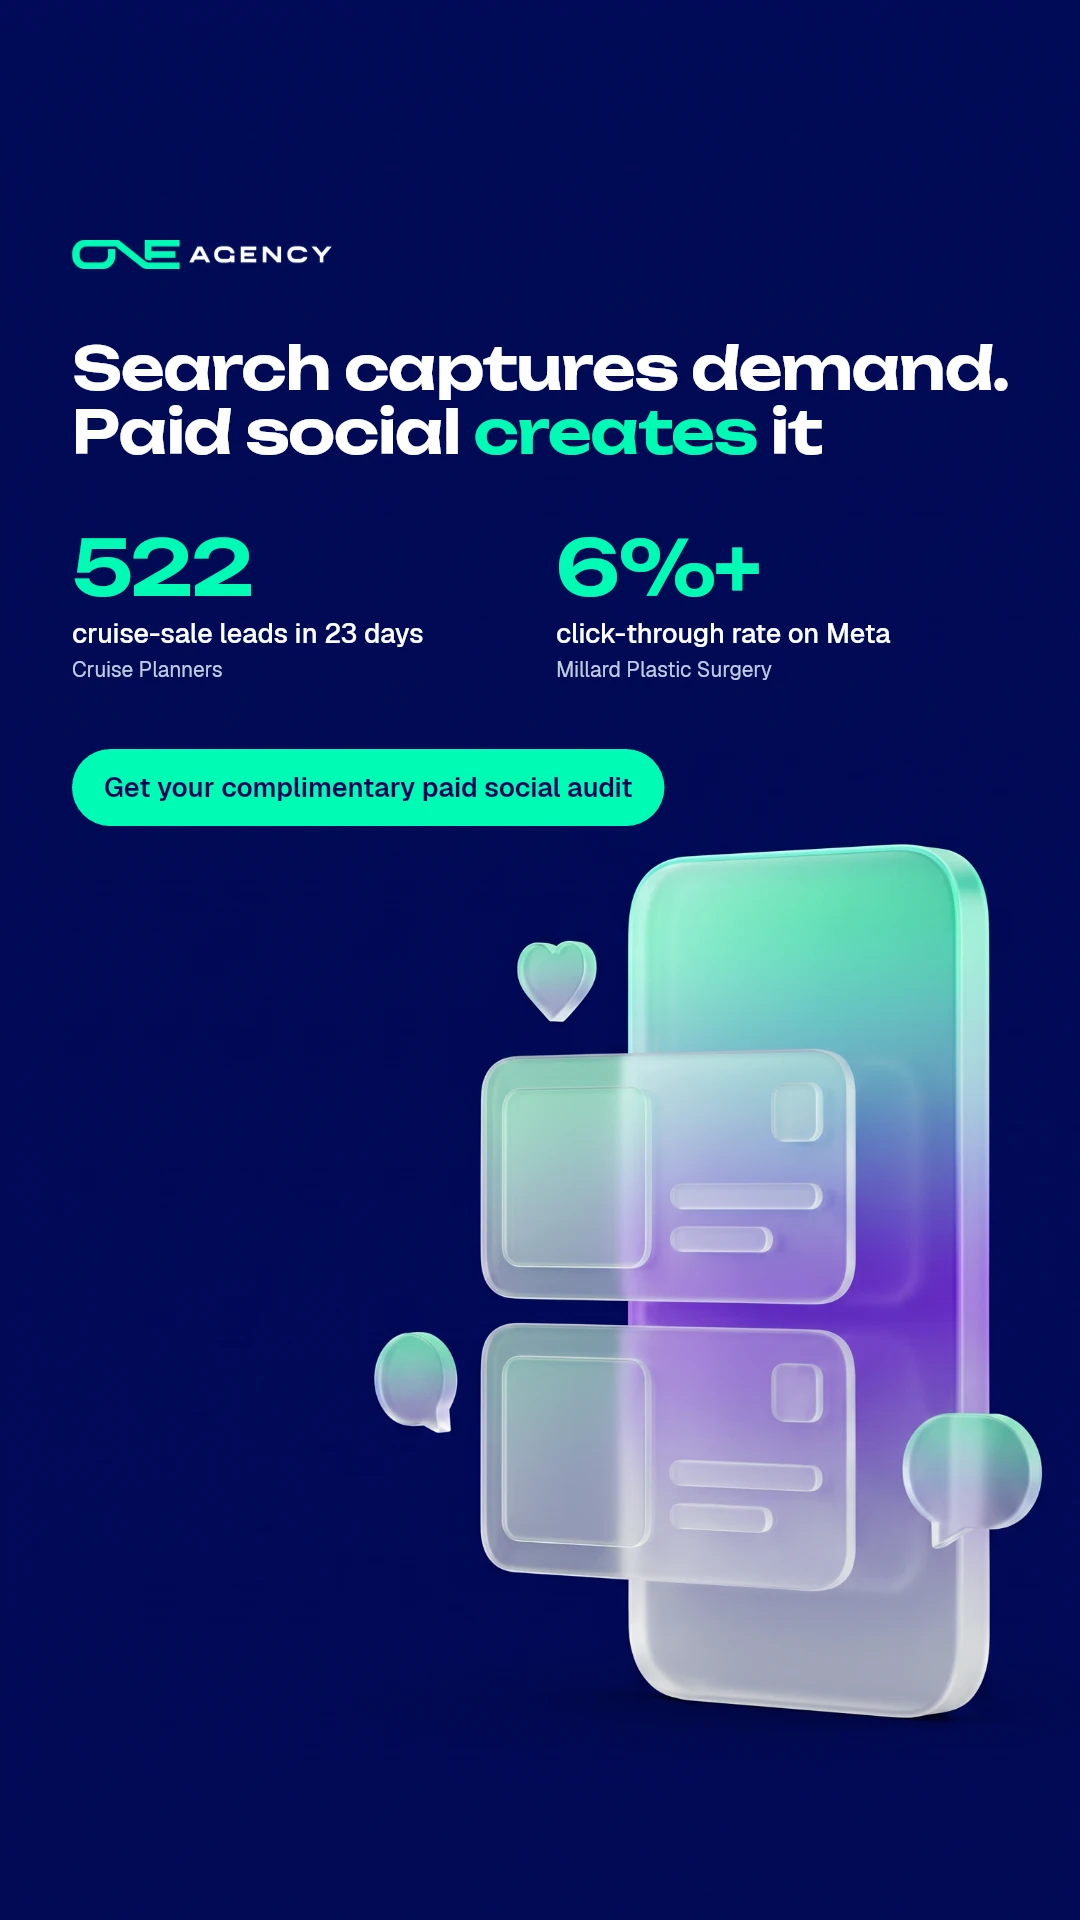 ONE AGENCY
Search captures demand.
Paid social creates it
522
cruise-sale leads in 23 days
Cruise Planners
6%+
click-through rate on Meta
Millard Plastic Surgery
Get your complimentary paid social audit